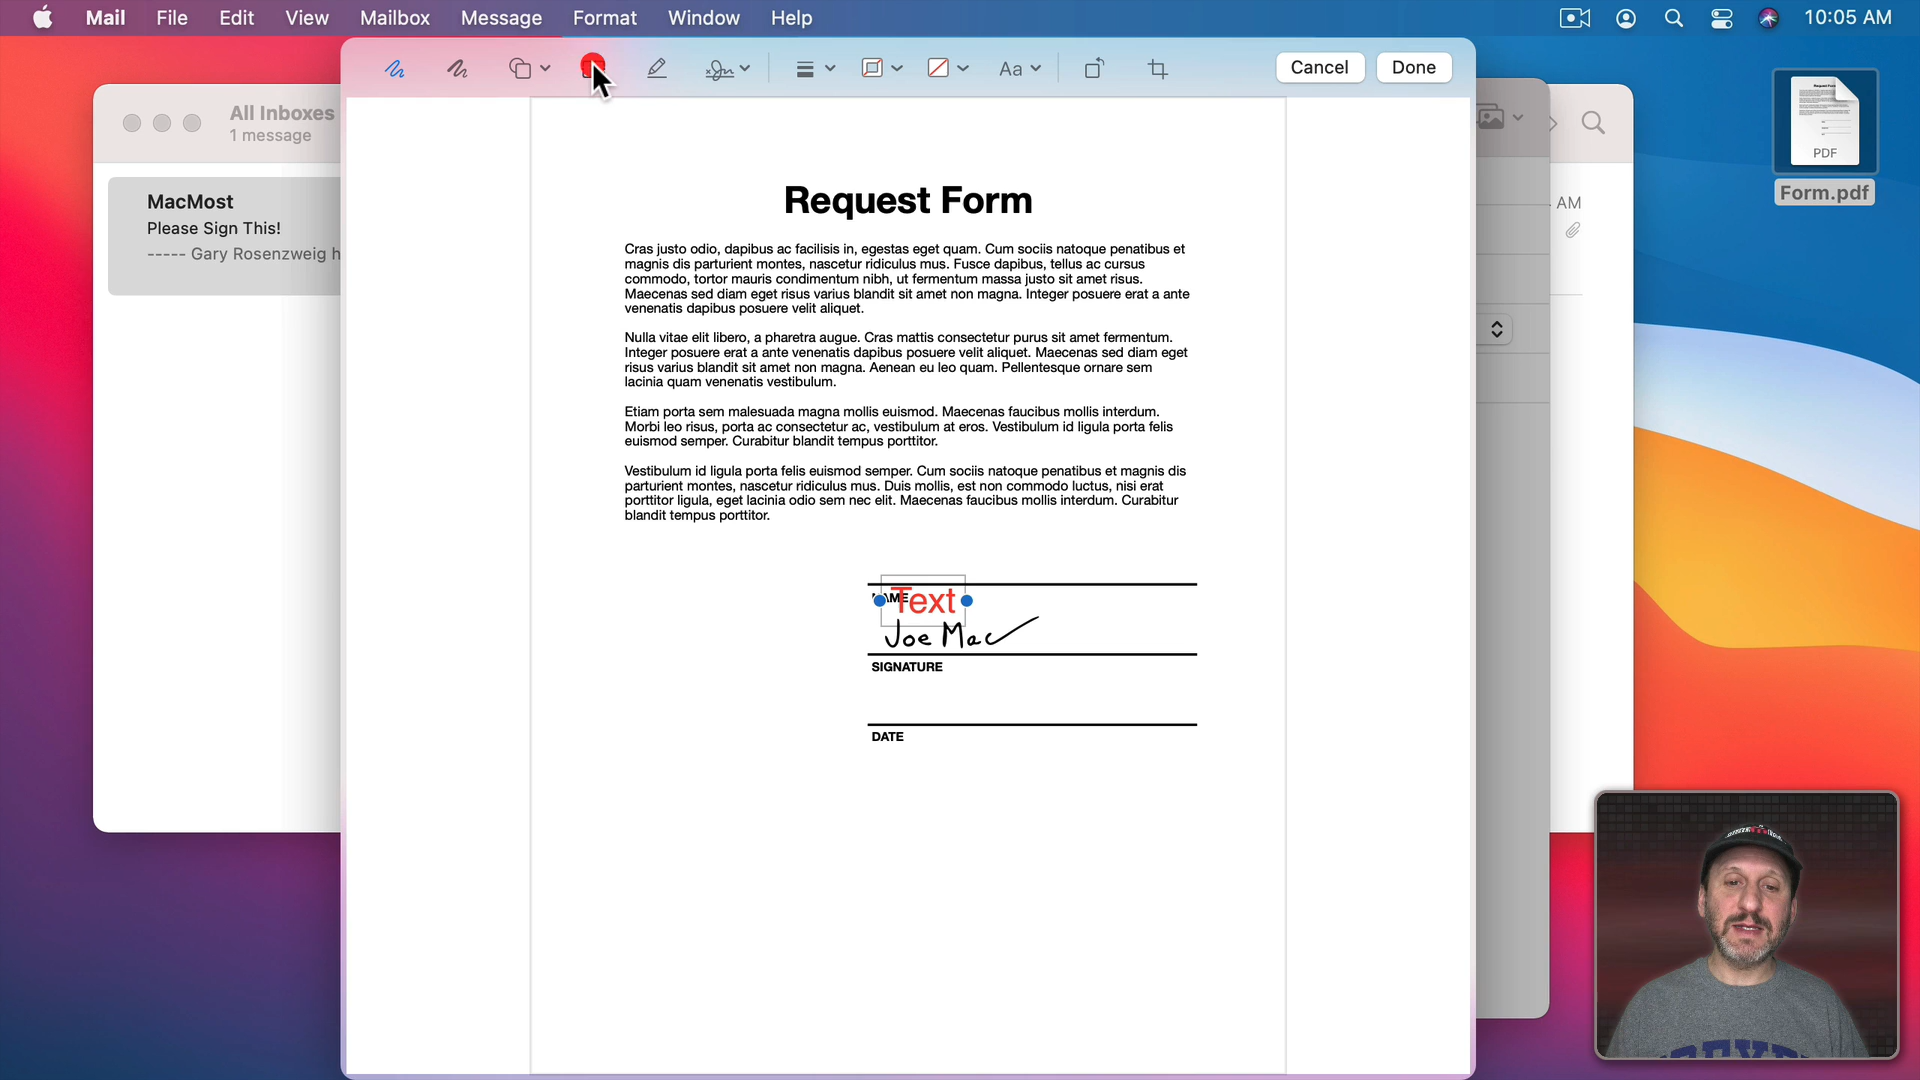 Mail File Edit View Mailbox Message Format Window Help 10:05 AM
Aa Cancel Done
All Inboxes
1 message
MacMost
Please Sign This!
----- Gary Rosenzweig h
AM
PDF
Form.pdf
Request Form
Cras justo odio, dapibus ac facilisis in, egestas eget quam. Cum sociis natoque penatibus et
magnis dis parturient montes, nascetur ridiculus mus. Fusce dapibus, tellus ac cursus
commodo, tortor mauris condimentum nibh, ut fermentum massa justo sit amet risus.
Maecenas sed diam eget risus varius blandit sit amet non magna. Integer posuere erat a ante
venenatis dapibus posuere velit aliquet.
Nulla vitae elit libero, a pharetra augue. Cras mattis consectetur purus sit amet fermentum.
Integer posuere erat a ante venenatis dapibus posuere velit aliquet. Maecenas sed diam eget
risus varius blandit sit amet non magna. Aenean eu leo quam. Pellentesque ornare sem
lacinia quam venenatis vestibulum.
Etiam porta sem malesuada magna mollis euismod. Maecenas faucibus mollis interdum.
Morbi leo risus, porta ac consectetur ac, vestibulum at eros. Vestibulum id ligula porta felis
euismod semper. Curabitur blandit tempus porttitor.
Vestibulum id ligula porta felis euismod semper. Cum sociis natoque penatibus et magnis dis
parturient montes, nascetur ridiculus mus. Duis mollis, est non commodo luctus, nisi erat
porttitor ligula, eget lacinia odio sem nec elit. Maecenas faucibus mollis interdum. Curabitur
blandit tempus porttitor.
NAME
Text
Joe Mac
SIGNATURE
DATE